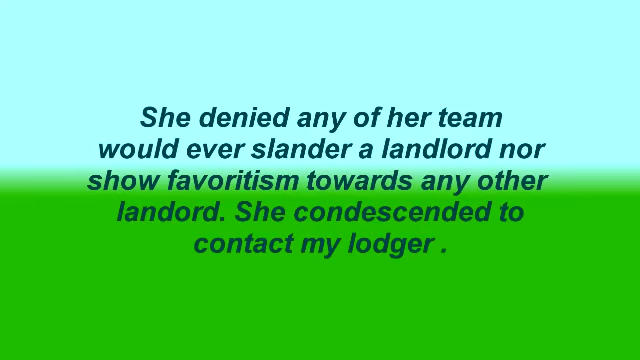 She denied any of her team
would ever slander a landlord nor
show favoritism towards any other
landord. She condescended to
contact my lodger .